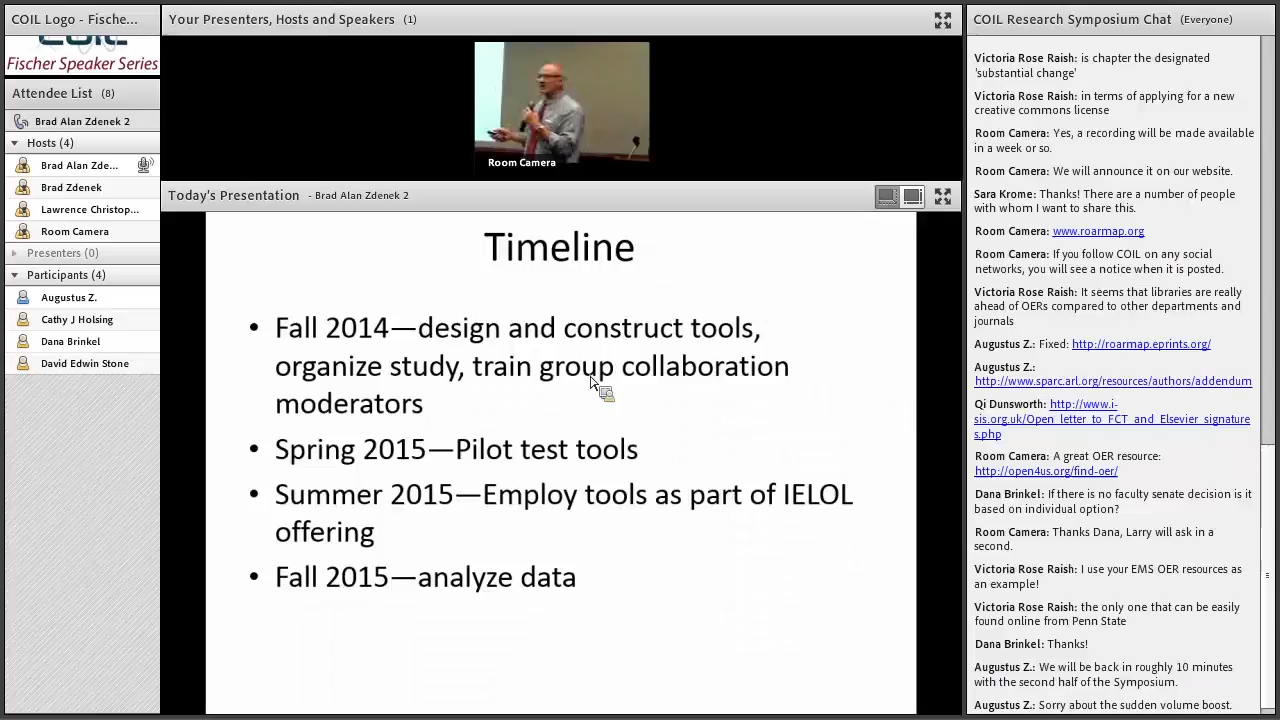 COIL Logo - Fische...
COIL
Fischer Speaker Series
Attendee List (8)
Brad Alan Zdenek 2
Hosts (4)
Brad Alan Zde...
Brad Zdenek
Lawrence Christop...
Room Camera
Presenters (0)
Participants (4)
Augustus Z.
Cathy J Holsing
Dana Brinkel
David Edwin Stone
Your Presenters, Hosts and Speakers (1)
Room Camera
Today's Presentation - Brad Alan Zdenek 2
Timeline
• Fall 2014—design and construct tools,
organize study, train group collaboration
moderators
• Spring 2015—Pilot test tools
• Summer 2015—Employ tools as part of IELOL
offering
• Fall 2015—analyze data
COIL Research Symposium Chat (Everyone)
Victoria Rose Raish: is chapter the designated
'substantial change'
Victoria Rose Raish: in terms of applying for a new
creative commons license
Room Camera: Yes, a recording will be made available
in a week or so.
Room Camera: We will announce it on our website.
Sara Krome: Thanks! There are a number of people
with whom I want to share this.
Room Camera: www.roarmap.org
Room Camera: If you follow COIL on any social
networks, you will see a notice when it is posted.
Victoria Rose Raish: It seems that libraries are really
ahead of OERs compared to other departments and
journals
Augustus Z.: Fixed: http://roarmap.eprints.org/
Augustus Z.:
http://www.sparc.arl.org/resources/authors/addendum
Qi Dunsworth: http://www.i-
sis.org.uk/Open_letter_to_FCT_and_Elsevier_signature
s.php
Room Camera: A great OER resource:
http://open4us.org/find-oer/
Dana Brinkel: If there is no faculty senate decision is it
based on individual option?
Room Camera: Thanks Dana, Larry will ask in a
second.
Victoria Rose Raish: I use your EMS OER resources as
an example!
Victoria Rose Raish: the only one that can be easily
found online from Penn State
Dana Brinkel: Thanks!
Augustus Z.: We will be back in roughly 10 minutes
with the second half of the Symposium.
Augustus Z.: Sorry about the sudden volume boost.